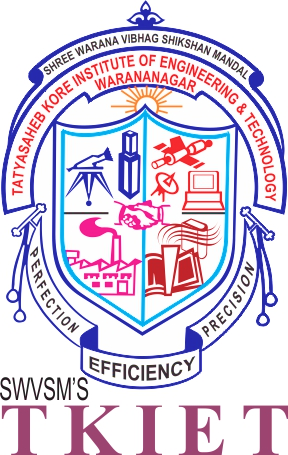 SHREE WARANA VIBHAG SHIKSHAN MANDAL
TATYASAHEB KORE INSTITUTE OF ENGINEERING & TECHNOLOGY
WARANANAGAR
PERFECTION
EFFICIENCY
PRECISION
SWVSM'S
TKIET